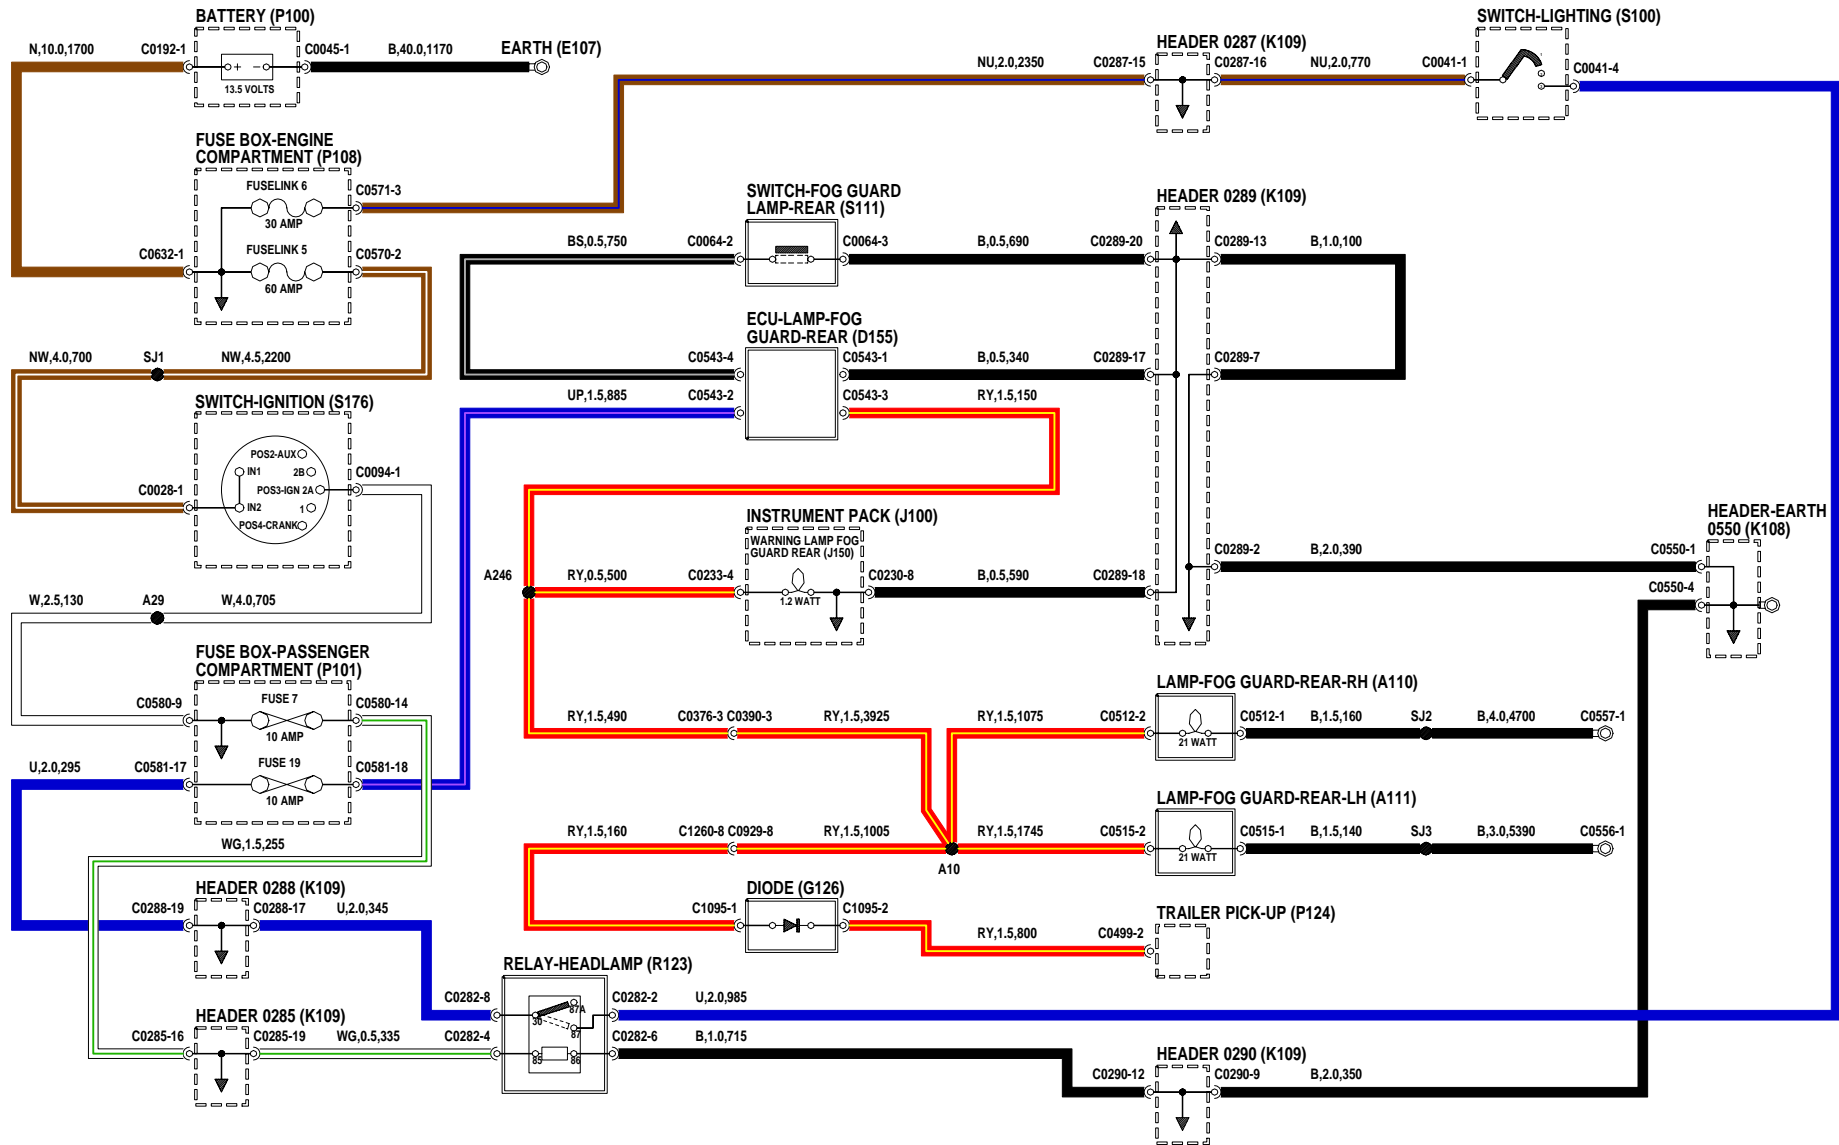 BATTERY (P100)
N,10.0,1700
C0192-1
C0045-1
B,40.0,1170
EARTH (E107)
+ -
13.5 VOLTS
HEADER 0287 (K109)
NU,2.0,2350
C0287-15
C0287-16
NU,2.0,770
SWITCH-LIGHTING (S100)
C0041-1
C0041-4
FUSE BOX-ENGINE
COMPARTMENT (P108)
FUSELINK 6
C0571-3
30 AMP
FUSELINK 5
C0632-1
C0570-2
60 AMP
SWITCH-FOG GUARD
LAMP-REAR (S111)
BS,0.5,750
C0064-2
C0064-3
B,0.5,690
HEADER 0289 (K109)
C0289-20
C0289-13
B,1.0,100
ECU-LAMP-FOG
GUARD-REAR (D155)
C0543-4
C0543-1
B,0.5,340
C0289-17
C0289-7
UP,1.5,885
C0543-2
C0543-3
RY,1.5,150
NW,4.0,700
SJ1
NW,4.5,2200
SWITCH-IGNITION (S176)
POS2-AUX
IN1
2B
C0094-1
C0028-1
POS3-IGN 2A
IN2
1
POS4-CRANK
INSTRUMENT PACK (J100)
WARNING LAMP FOG
GUARD REAR (J150)
A246
RY,0.5,500
C0233-4
1.2 WATT
C0230-8
B,0.5,590
C0289-18
C0289-2
B,2.0,390
C0550-1
HEADER-EARTH
0550 (K108)
C0550-4
W,2.5,130
A29
W,4.0,705
FUSE BOX-PASSENGER
COMPARTMENT (P101)
C0580-9
FUSE 7
C0580-14
10 AMP
U,2.0,295
C0581-17
FUSE 19
C0581-18
10 AMP
RY,1.5,490
C0376-3 C0390-3
RY,1.5,3925
RY,1.5,1075
LAMP-FOG GUARD-REAR-RH (A110)
C0512-2
21 WATT
C0512-1
B,1.5,160
SJ2
B,4.0,4700
C0557-1
LAMP-FOG GUARD-REAR-LH (A111)
RY,1.5,160
C1260-8 C0929-8
RY,1.5,1005
A10
RY,1.5,1745
C0515-2
21 WATT
C0515-1
B,1.5,140
SJ3
B,3.0,5390
C0556-1
WG,1.5,255
HEADER 0288 (K109)
C0288-19
C0288-17
U,2.0,345
DIODE (G126)
C1095-1
C1095-2
RY,1.5,800
C0499-2
TRAILER PICK-UP (P124)
RELAY-HEADLAMP (R123)
C0282-8
30
87A
87
C0282-2
U,2.0,985
HEADER 0285 (K109)
C0285-16
C0285-19
WG,0.5,335
C0282-4
85
86
C0282-6
B,1.0,715
HEADER 0290 (K109)
C0290-12
C0290-9
B,2.0,350